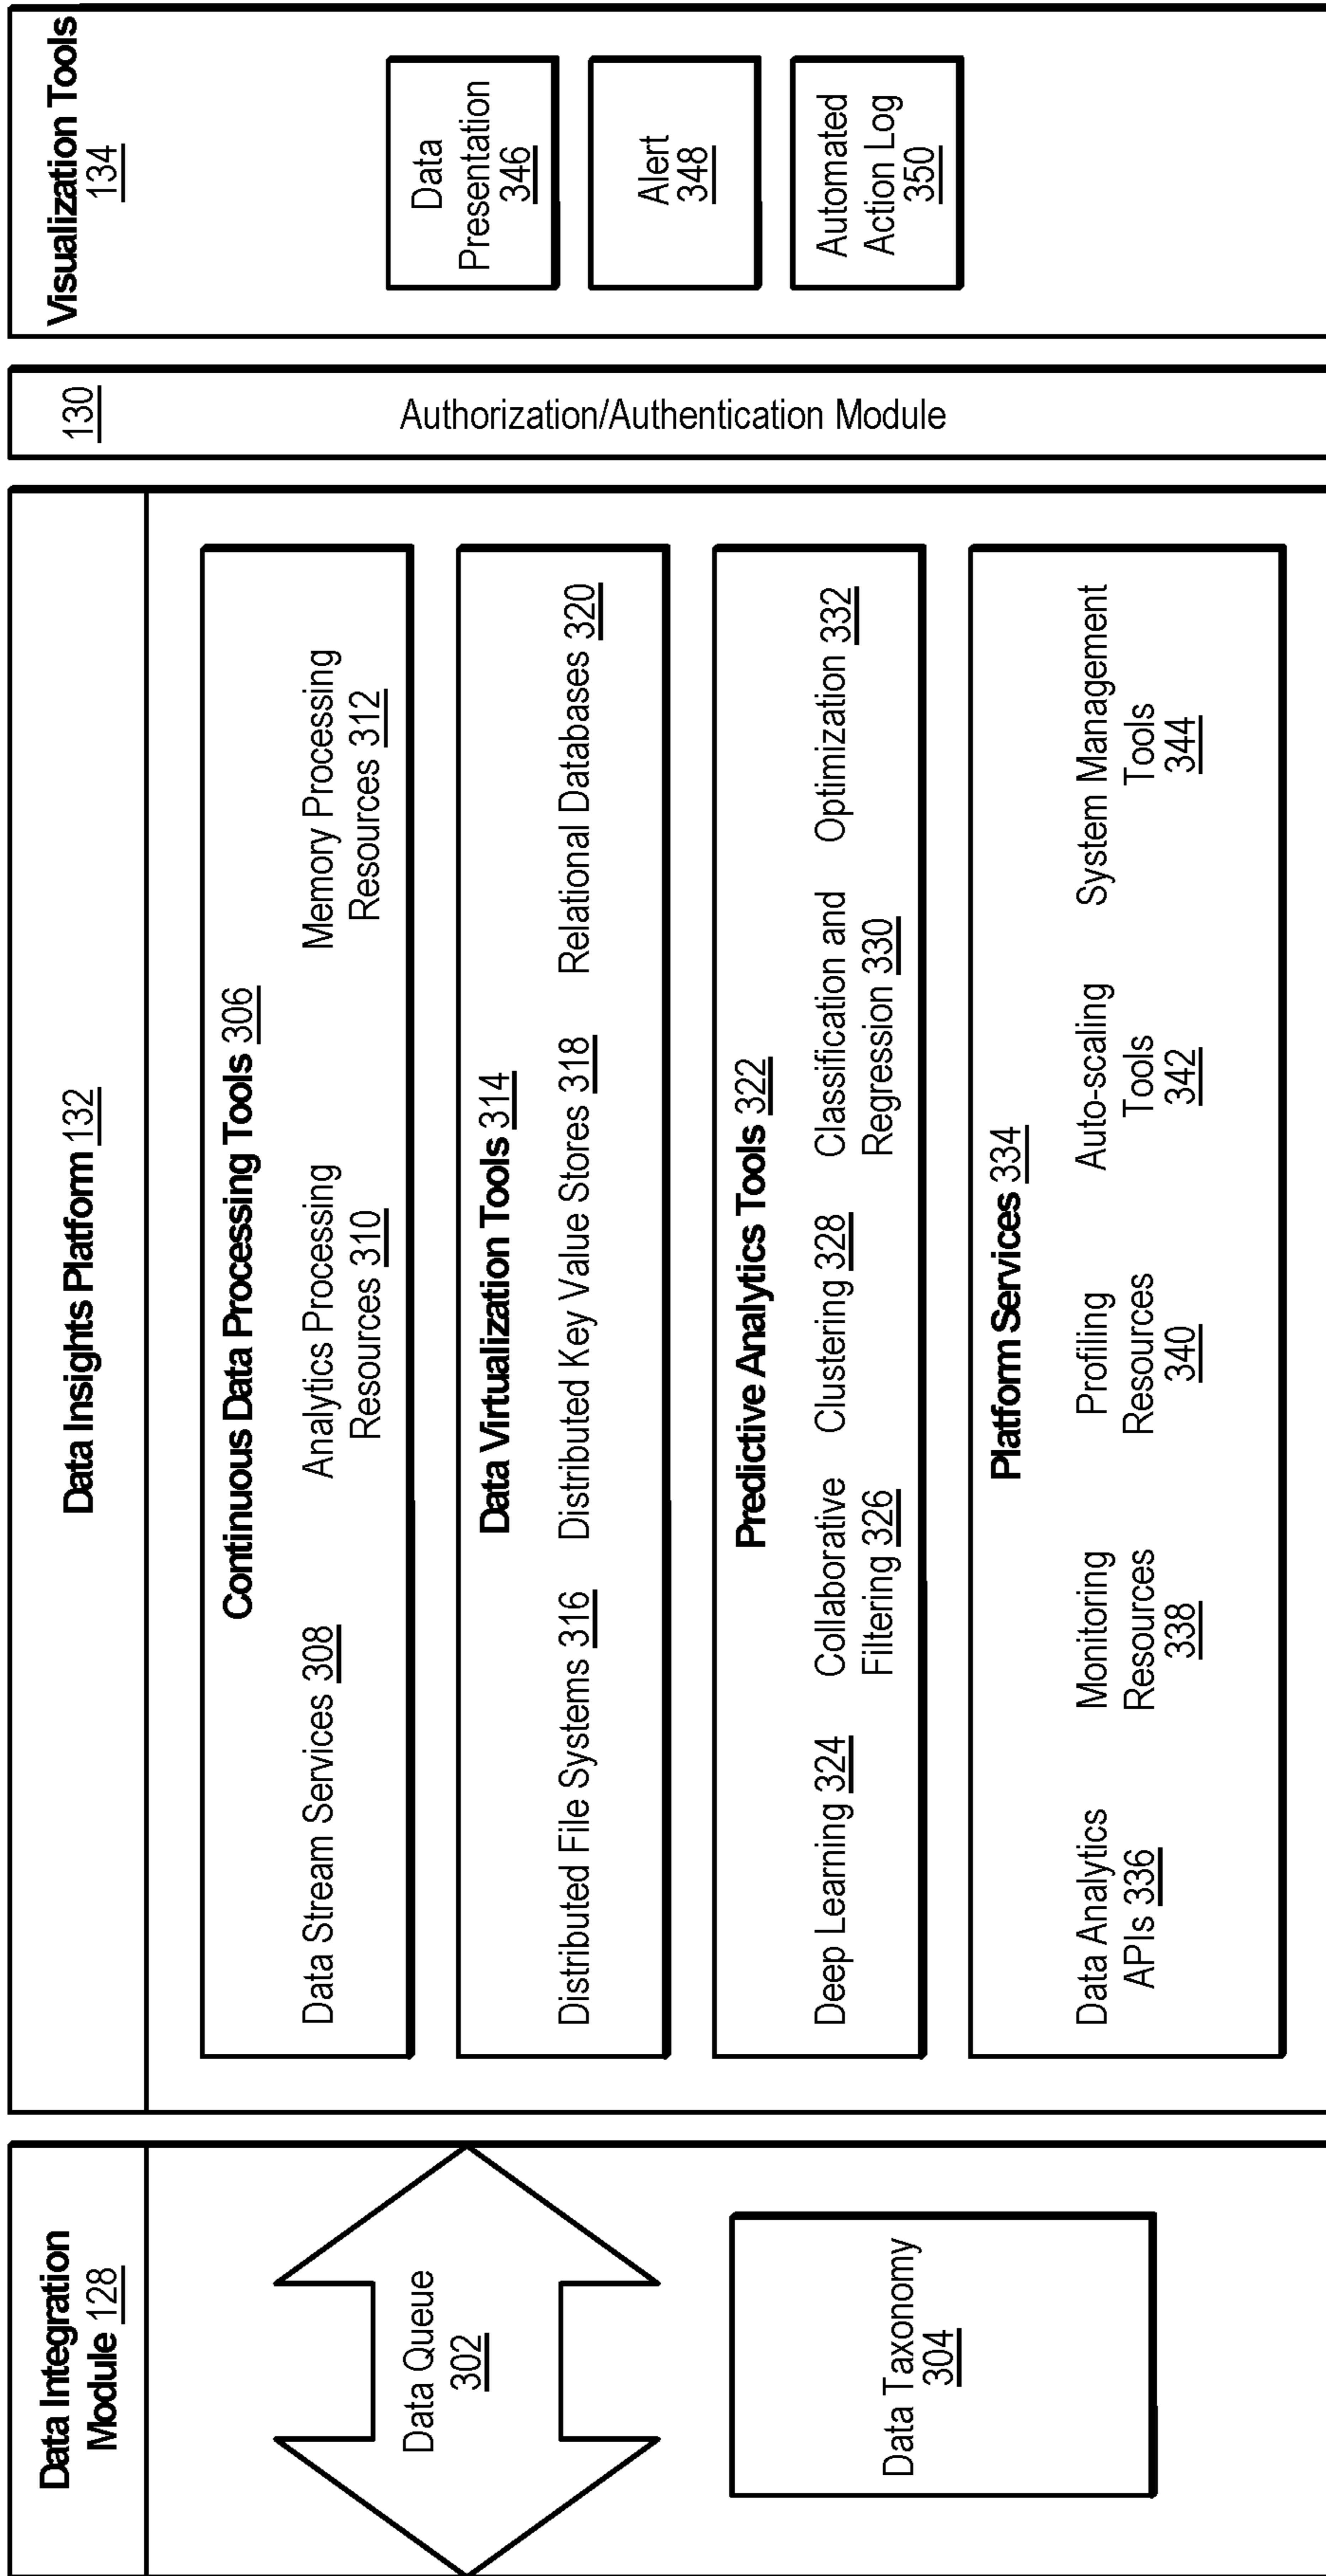 Data Integration
Module 128
Data Queue
302
Data Taxonomy
304
Data Insights Platform 132
Continuous Data Processing Tools 306
Data Stream Services 308
Analytics Processing
Resources 310
Memory Processing
Resources 312
Data Virtualization Tools 314
Distributed File Systems 316
Distributed Key Value Stores 318
Relational Databases 320
Predictive Analytics Tools 322
Deep Learning 324
Collaborative
Filtering 326
Clustering 328
Classification and
Regression 330
Optimization 332
Platform Services 334
Data Analytics
APIs 336
Monitoring
Resources
338
Profiling
Resources
340
Auto-scaling
Tools
342
System Management
Tools
344
130
Authorization/Authentication Module
Visualization Tools
134
Data
Presentation
346
Alert
348
Automated
Action Log
350